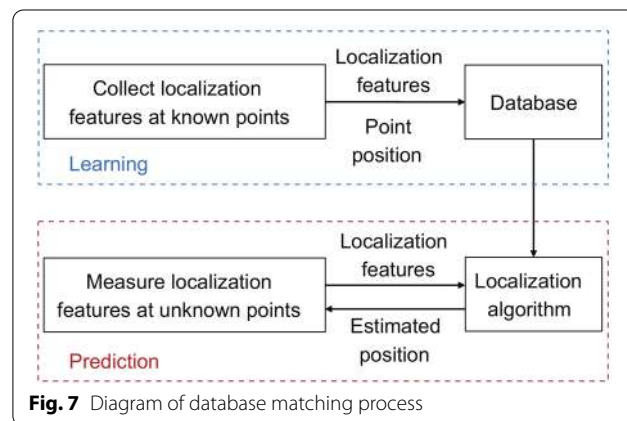 Collect localization
features at known points
Localization
features
Point
position
Database
Learning
Measure localization
features at unknown points
Localization
features
Estimated
position
Localization
algorithm
Prediction
Fig. 7 Diagram of database matching process